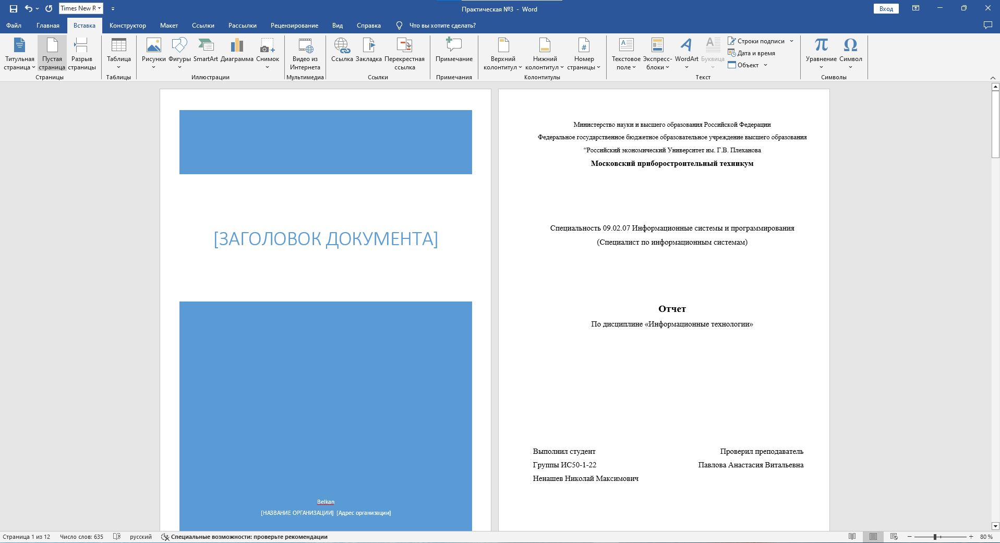 Times New R
Практическая №3 - Word
Вход
Файл
Главная
Вставка
Конструктор
Макет
Ссылки
Рассылки
Рецензирование
Вид
Справка
Что вы хотите сделать?
Титульная страница
Пустая страница
Разрыв страницы
Таблица
Рисунки
Фигуры
SmartArt
Диаграмма
Снимок
Видео из Интернета
Ссылка
Закладка
Перекрестная ссылка
Примечание
Верхний колонтитул
Нижний колонтитул
Номер страницы
Текстовое поле
Экспресс-блоки
WordArt
Буквица
Строки подписи
Дата и время
Объект
Уравнение
Символ
Страницы
Таблицы
Иллюстрации
Мультимедиа
Ссылки
Примечания
Колонтитулы
Текст
Символы
[ЗАГОЛОВОК ДОКУМЕНТА]
Belkan
[НАЗВАНИЕ ОРГАНИЗАЦИИ] [Адрес организации]
Министерство науки и высшего образования Российской Федерации
Федеральное государственное бюджетное образовательное учреждение высшего образования
“Российский экономический Университет им. Г.В. Плеханова
Московский приборостроительный техникум
Специальность 09.02.07 Информационные системы и программирования
(Специалист по информационным системам)
Отчет
По дисциплине «Информационные технологии»
Выполнил студент
Группы ИС50-1-22
Ненашев Николай Максимович
Проверил преподаватель
Павлова Анастасия Витальевна
Страница 1 из 12
Число слов: 635
русский
Специальные возможности: проверьте рекомендации
80 %